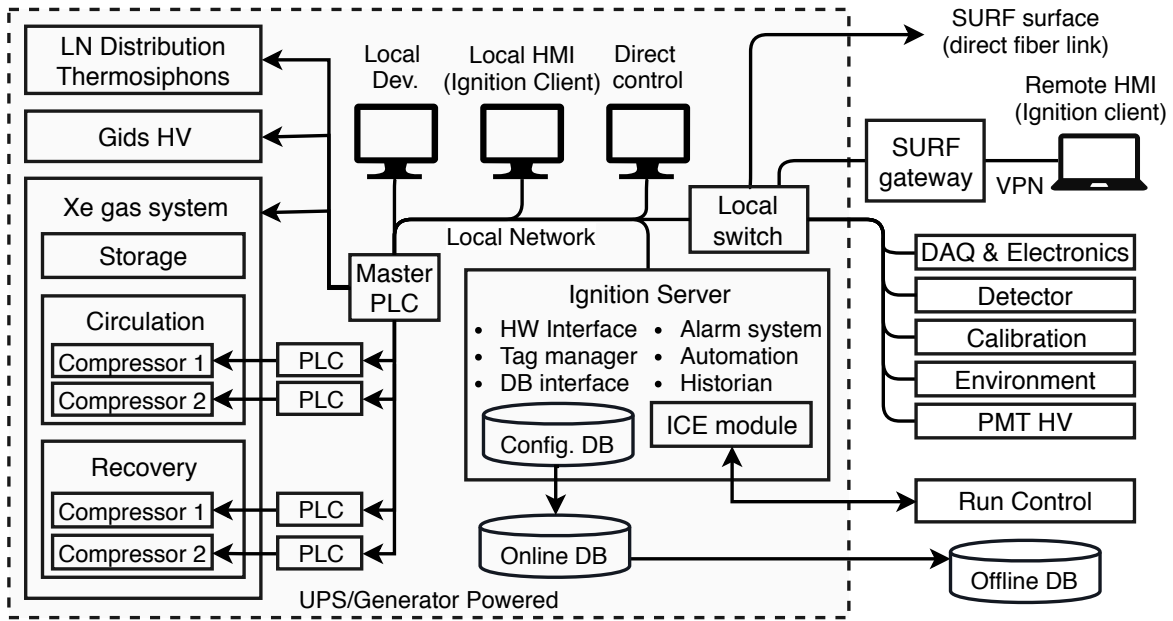 LN Distribution
Thermosiphons
Gids HV
Xe gas system
Storage
Circulation
Compressor 1
Compressor 2
Recovery
Compressor 1
Compressor 2
PLC
PLC
PLC
PLC
Master
PLC
Local
Dev.
Local HMI
(Ignition Client)
Direct
control
Local Network
Local
switch
Ignition Server
• HW Interface
• Tag manager
• DB interface
• Alarm system
• Automation
• Historian
Config. DB
ICE module
Online DB
UPS/Generator Powered
SURF surface
(direct fiber link)
Remote HMI
(Ignition client)
SURF
gateway
VPN
DAQ & Electronics
Detector
Calibration
Environment
PMT HV
Run Control
Offline DB